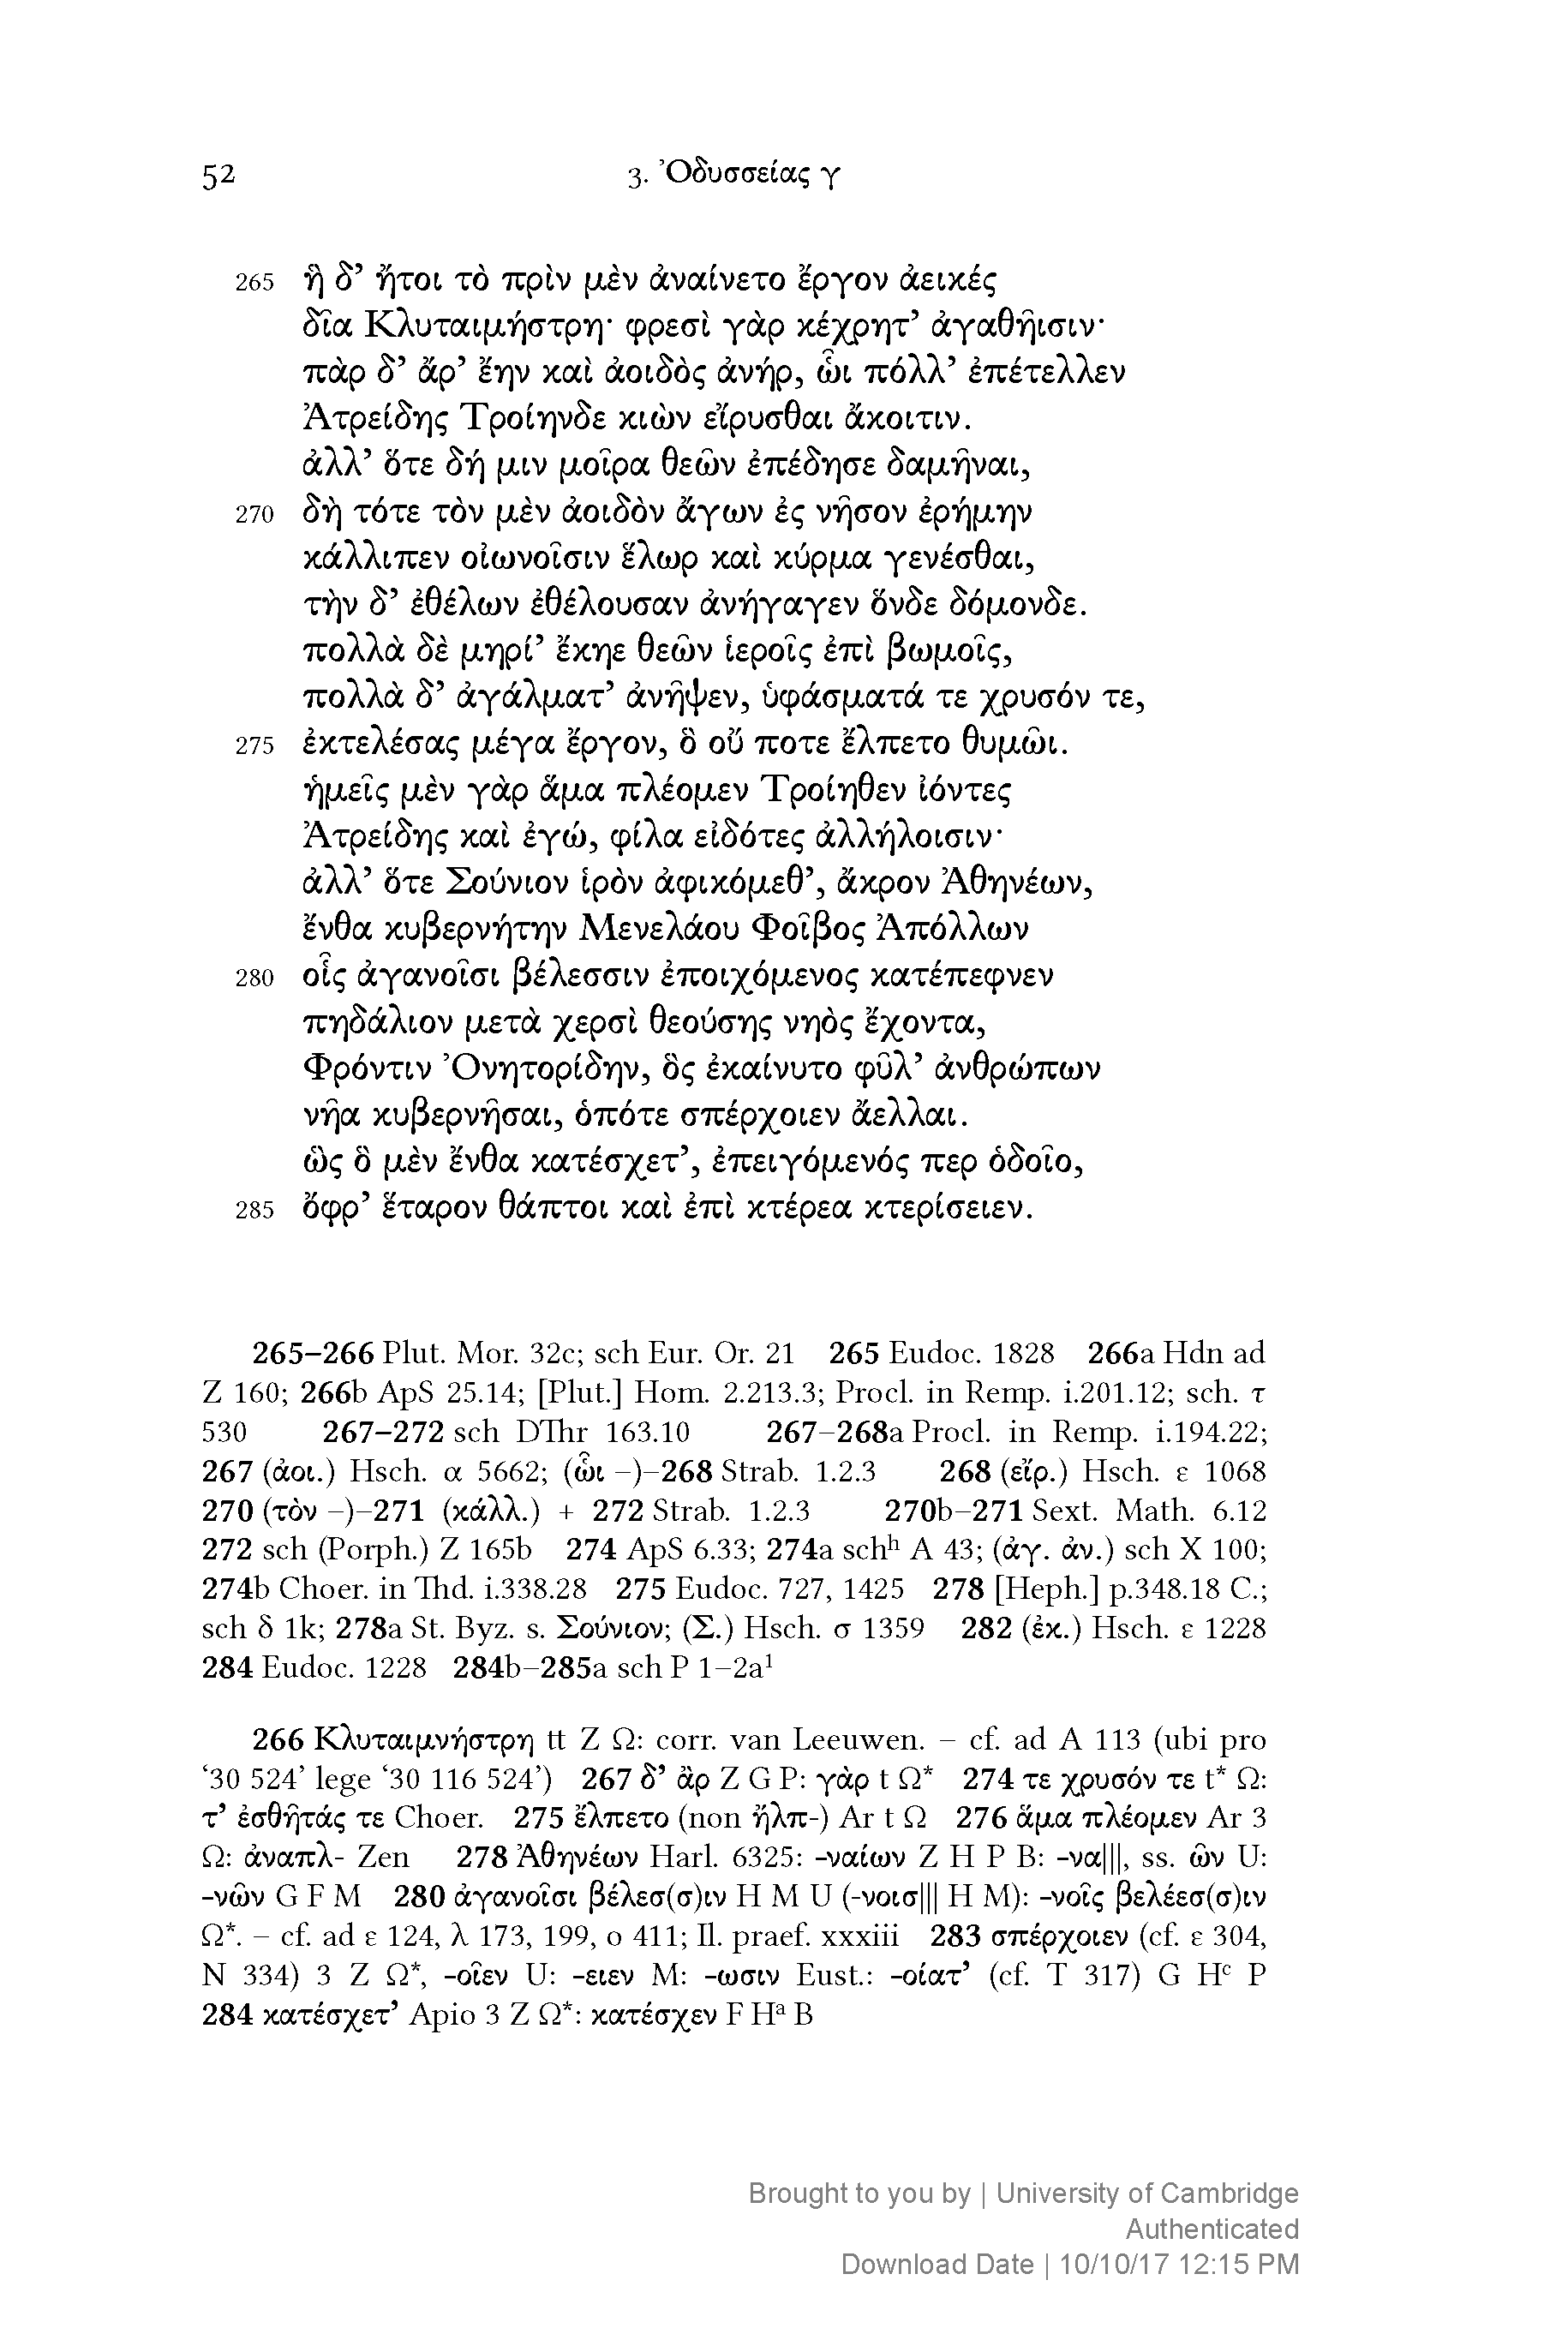 52 3. Ὀδυσσείας γ
265 ἣ δ’ ἤτοι τὸ πρὶν μὲν ἀναίνετο ἔργον ἀεικές
δῖα Κλυταιμήστρη· φρεσὶ γὰρ κέχρητ’ ἀγαθῆισιν·
πὰρ δ’ ἄρ’ ἔην καὶ ἀοιδὸς ἀνήρ, ὧι πόλλ’ ἐπέτελλεν
Ἀτρείδης Τροίηνδε κιὼν εἴρυσθαι ἄκοιτιν.
ἀλλ’ ὅτε δή μιν μοῖρα θεῶν ἐπέδησε δαμῆναι,
270 δὴ τότε τὸν μὲν ἀοιδὸν ἄγων ἐς νῆσον ἐρήμην
κάλλιπεν οἰωνοῖσιν ἕλωρ καὶ κύρμα γενέσθαι,
τὴν δ’ ἐθέλων ἐθέλουσαν ἀνήγαγεν ὅνδε δόμονδε.
πολλὰ δὲ μηρί’ ἔκηε θεῶν ἱεροῖς ἐπὶ βωμοῖς,
πολλὰ δ’ ἀγάλματ’ ἀνῆψεν, ὑφάσματά τε χρυσόν τε,
275 ἐκτελέσας μέγα ἔργον, ὃ οὔ ποτε ἔλπετο θυμῶι.
ἡμεῖς μὲν γὰρ ἅμα πλέομεν Τροίηθεν ἰόντες
Ἀτρείδης καὶ ἐγώ, φίλα εἰδότες ἀλλήλοισιν·
ἀλλ’ ὅτε Σούνιον ἱρὸν ἀφικόμεθ’, ἄκρον Ἀθηνέων,
ἔνθα κυβερνήτην Μενελάου Φοῖβος Ἀπόλλων
280 οἷς ἀγανοῖσι βέλεσσιν ἐποιχόμενος κατέπεφνεν
πηδάλιον μετὰ χερσὶ θεούσης νηὸς ἔχοντα,
Φρόντιν Ὀνητορίδην, ὃς ἐκαίνυτο φῦλ’ ἀνθρώπων
νῆα κυβερνῆσαι, ὁπότε σπέρχοιεν ἄελλαι.
ὣς ὃ μὲν ἔνθα κατέσχετ’, ἐπειγόμενός περ ὁδοῖο,
285 ὄφρ’ ἕταρον θάπτοι καὶ ἐπὶ κτέρεα κτερίσειεν.
265–266 Plut. Mor. 32c; sch Eur. Or. 21 265 Eudoc. 1828 266a Hdn ad
Z 160; 266b ApS 25.14; [Plut.] Hom. 2.213.3; Procl. in Remp. i.201.12; sch. τ
530 267–272 sch DThr 163.10 267–268a Procl. in Remp. i.194.22;
267 (ἀοι.) Hsch. α 5662; (ὧι –)–268 Strab. 1.2.3 268 (εἴρ.) Hsch. ε 1068
270 (τὸν –)–271 (κάλλ.) + 272 Strab. 1.2.3 270b–271 Sext. Math. 6.12
272 sch (Porph.) Z 165b 274 ApS 6.33; 274a schʰ A 43; (ἀγ. ἀν.) sch X 100;
274b Choer. in Thd. i.338.28 275 Eudoc. 727, 1425 278 [Heph.] p.348.18 C.;
sch δ 1k; 278a St. Byz. s. Σούνιον; (Σ.) Hsch. σ 1359 282 (ἐκ.) Hsch. ε 1228
284 Eudoc. 1228 284b–285a sch P 1–2a¹
266 Κλυταιμνήστρη tt Z Ω: corr. van Leeuwen. – cf. ad A 113 (ubi pro
‘30 524’ lege ‘30 116 524’) 267 δ’ ἂρ Z G P: γὰρ t Ω* 274 τε χρυσόν τε t* Ω:
τ’ ἐσθῆτάς τε Choer. 275 ἔλπετο (non ἤλπ-) Ar t Ω 276 ἅμα πλέομεν Ar 3
Ω: ἀναπλ- Zen 278 Ἀθηνέων Harl. 6325: -ναίων Z H P B: -να|||, ss. ῶν U:
-νῶν G F M 280 ἀγανοῖσι βέλεσ(σ)ιν H M U (-νοισ||| H M): -νοῖς βελέεσ(σ)ιν
Ω*. – cf. ad ε 124, λ 173, 199, ο 411; Il. praef. xxxiii 283 σπέρχοιεν (cf. ε 304,
N 334) 3 Z Ω*, -οῖεν U: -ειεν M: -ωσιν Eust.: -οίατ’ (cf. T 317) G Hᶜ P
284 κατέσχετ’ Apio 3 Z Ω*: κατέσχεν F Hᵃ B
Brought to you by | University of Cambridge
Authenticated
Download Date | 10/10/17 12:15 PM